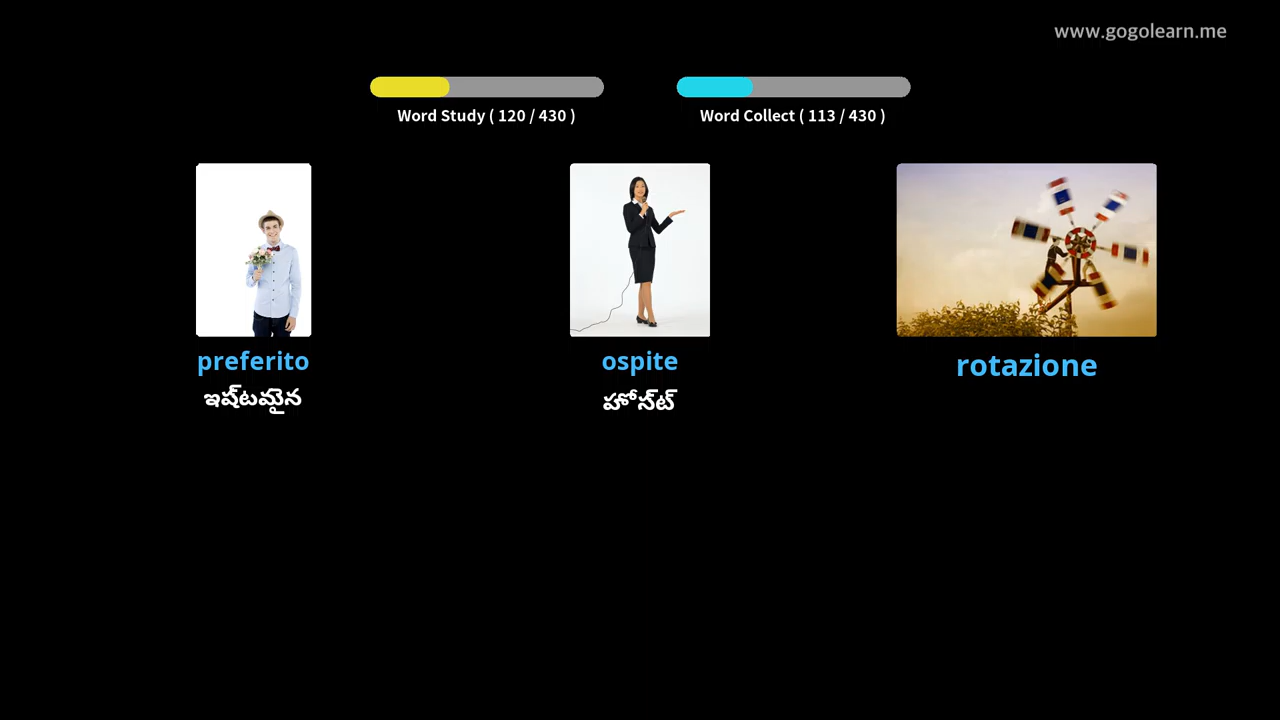 www.gogolearn.me
Word Study ( 120 / 430 )
Word Collect ( 113 / 430 )
preferito
ఇష్టమైన
ospite
హోస్ట్
rotazione